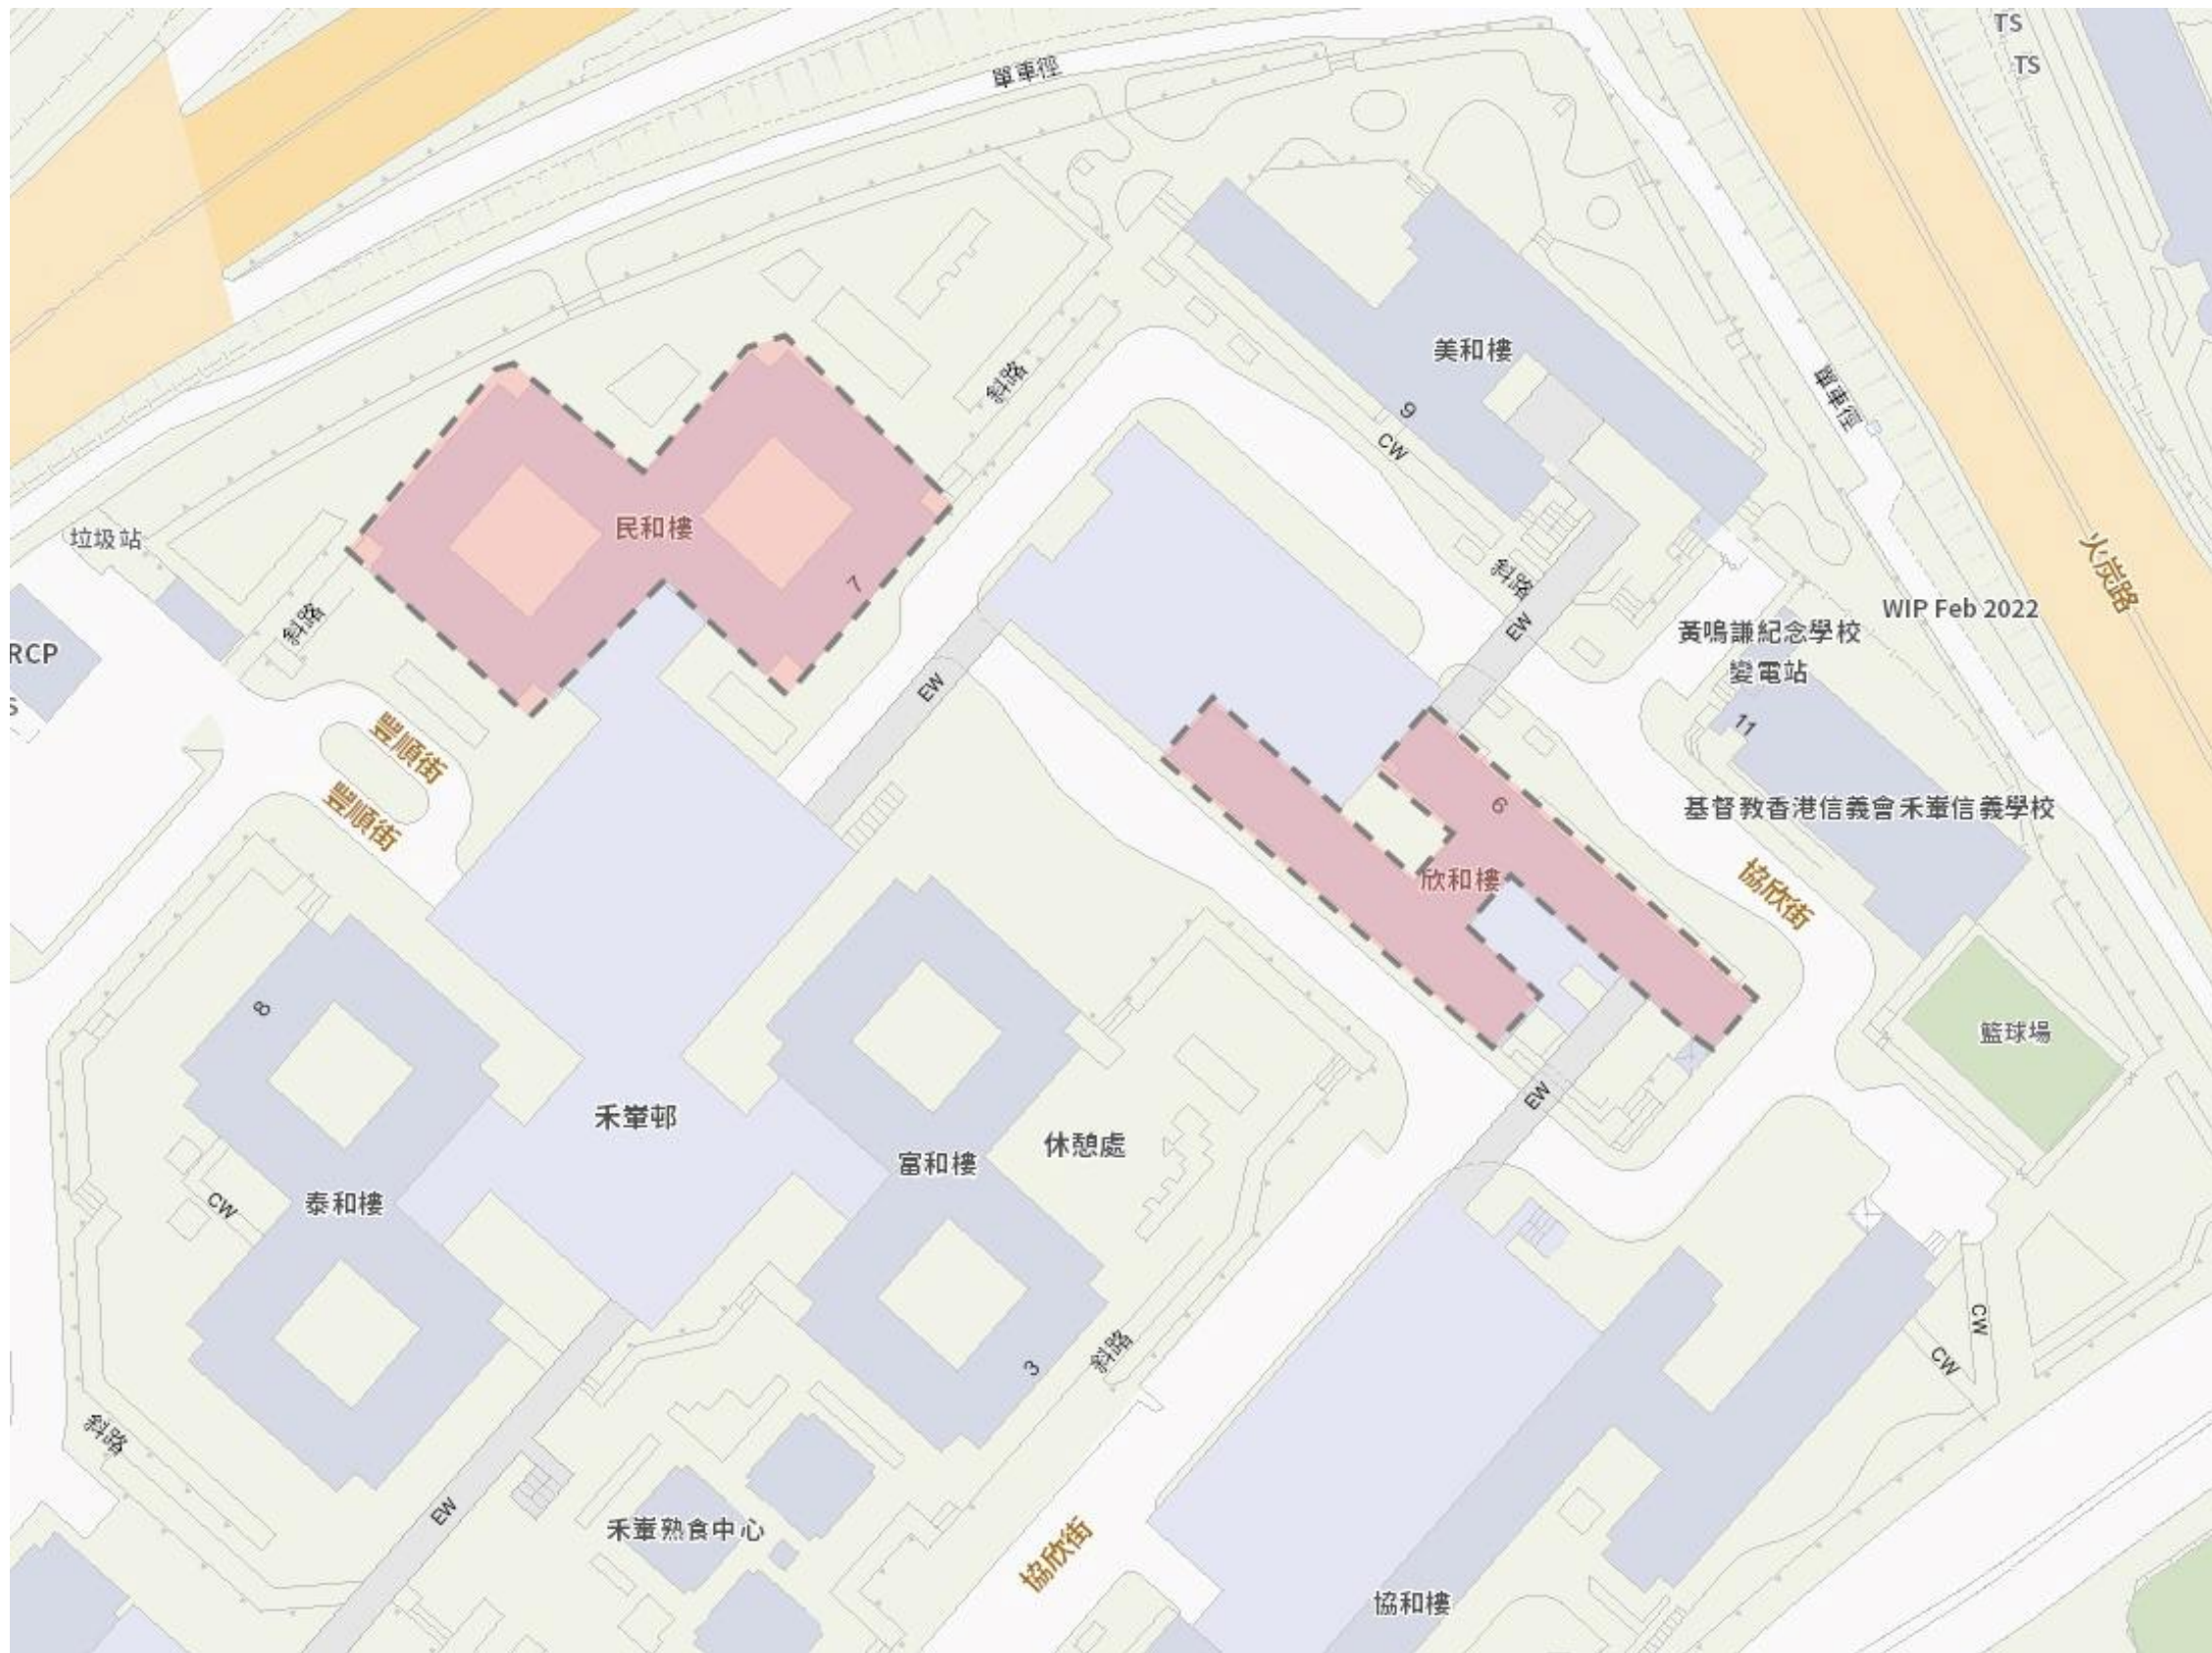 TS
TS
單車徑
斜路
美和樓
9
CW
單車徑
火炭路
民和樓
7
垃圾站
斜路
RCP
S
EW
斜路
EW
WIP Feb 2022
黃鳴謙紀念學校
變電站
11
豐順街
豐順街
6
基督教香港信義會禾輋信義學校
欣和樓
協欣街
8
籃球場
EW
禾輋邨
休憩處
富和樓
泰和樓
CW
3
斜路
CW
CW
斜路
EW
禾輋熟食中心
協欣街
協和樓